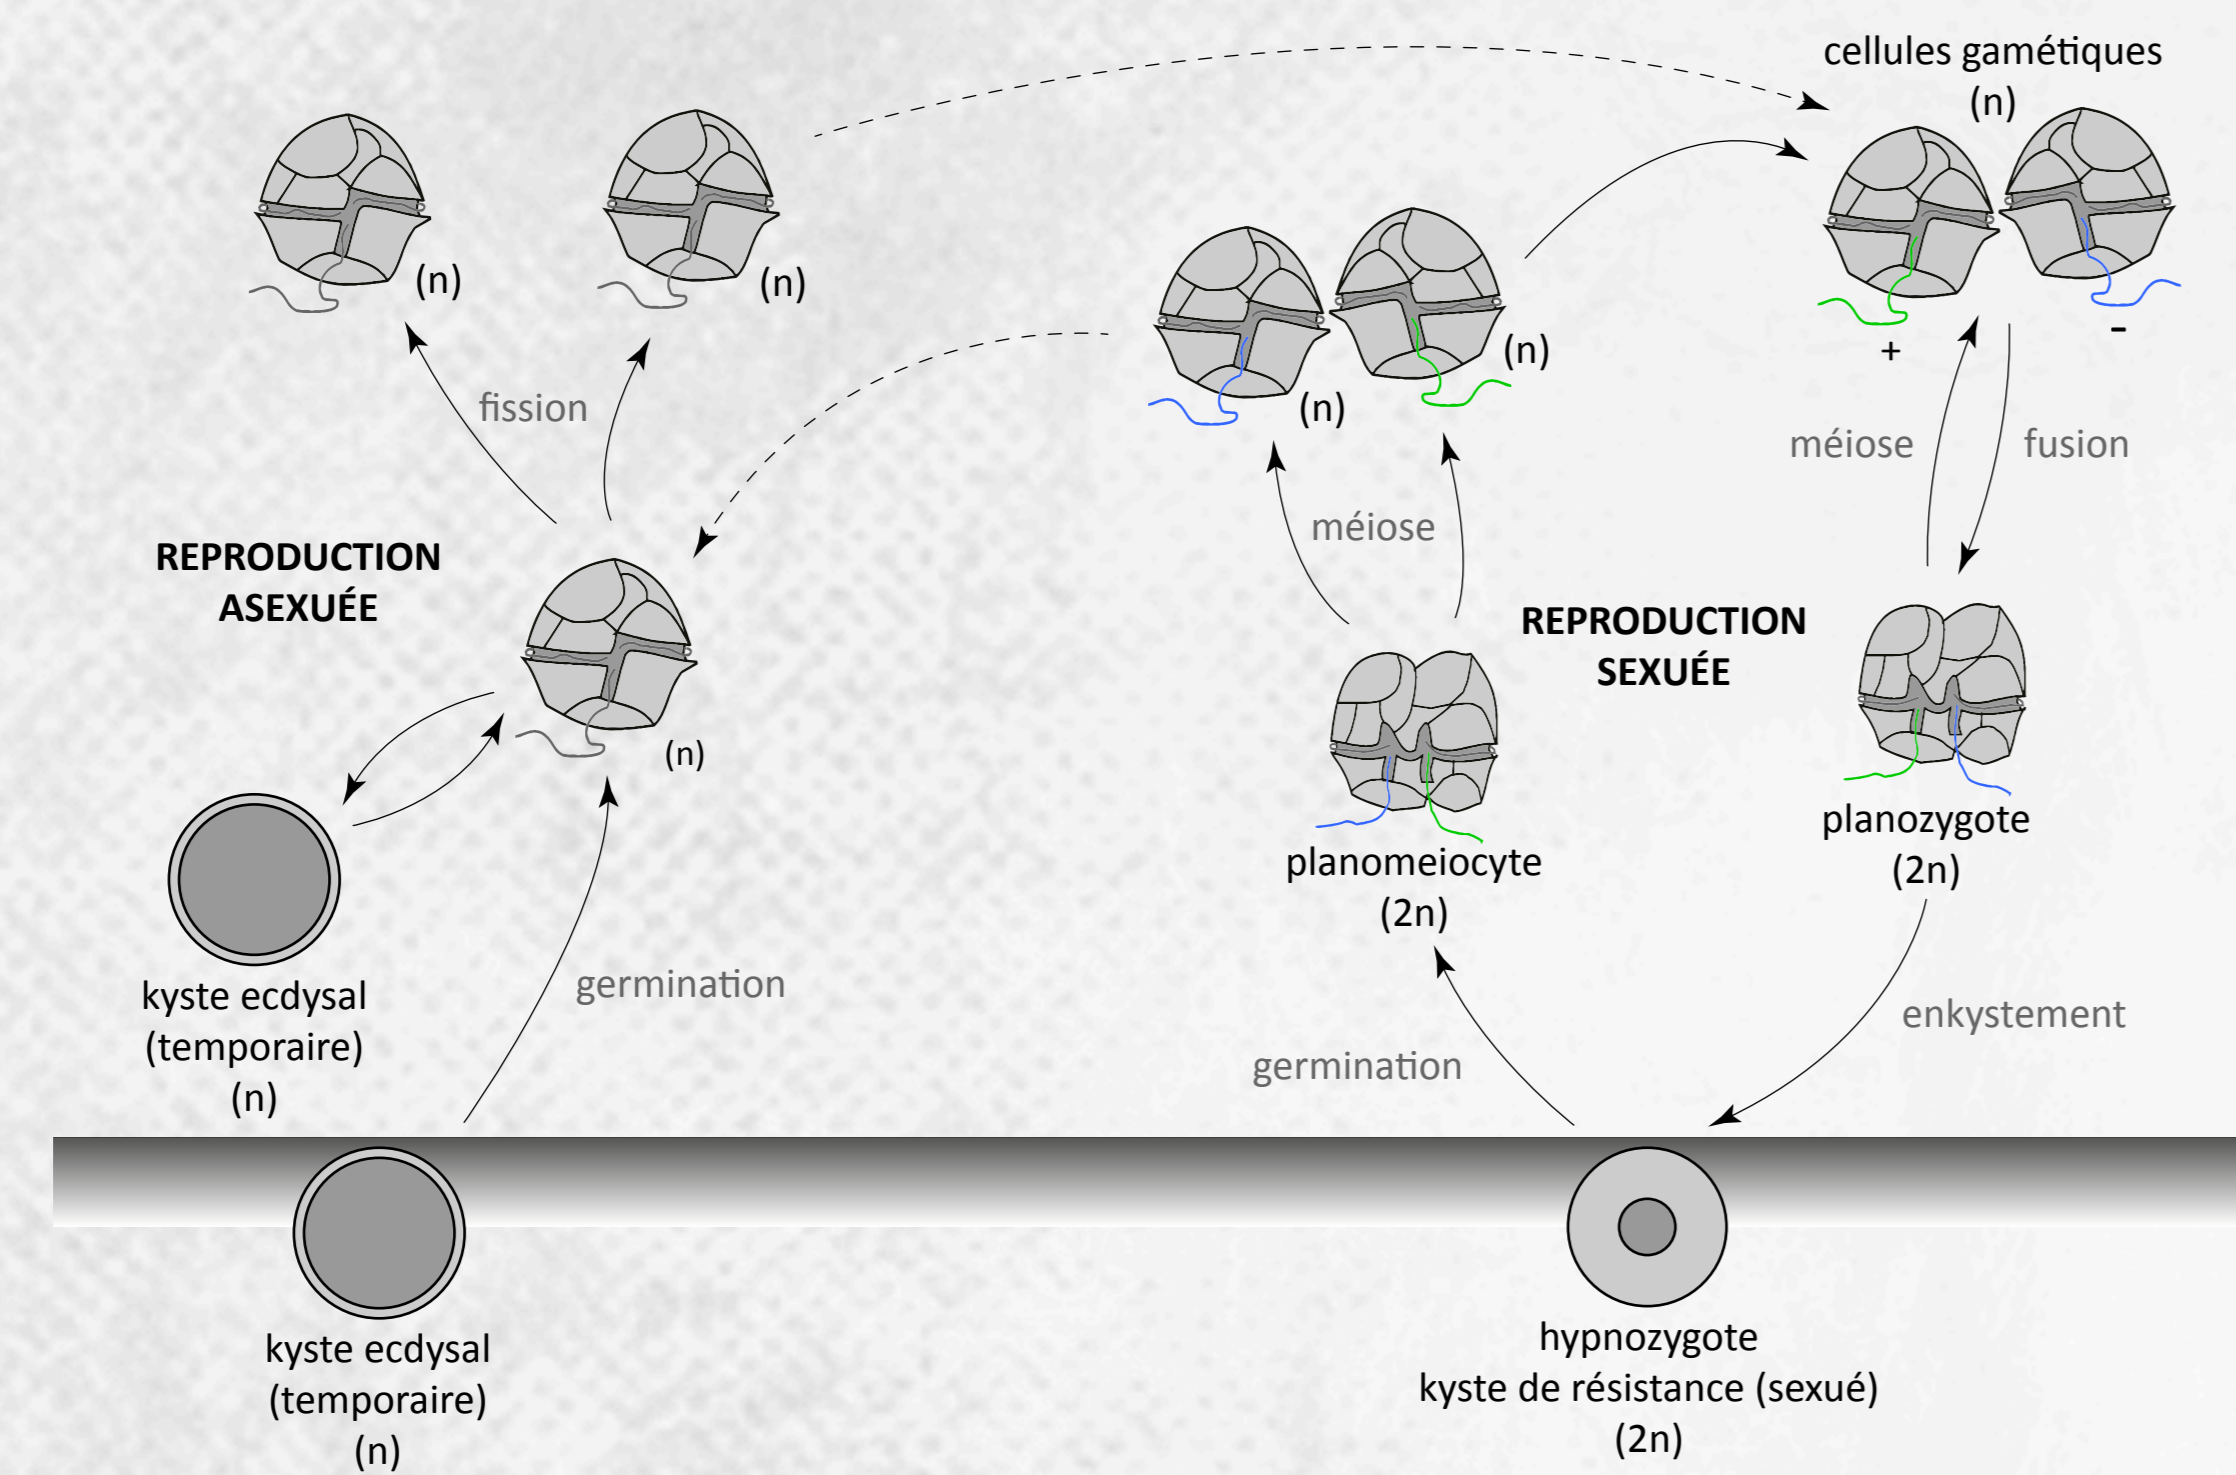 cellules gamétiques
(n)
(n)
(n)
+
-
(n)
(n)
fission
méiose
fusion
méiose
REPRODUCTION
ASEXUÉE
REPRODUCTION
SEXUÉE
(n)
planozygote
(2n)
planomeiocyte
(2n)
kyste ecdysal
(temporaire)
(n)
germination
germination
enkystement
kyste ecdysal
(temporaire)
(n)
hypnozygote
kyste de résistance (sexué)
(2n)